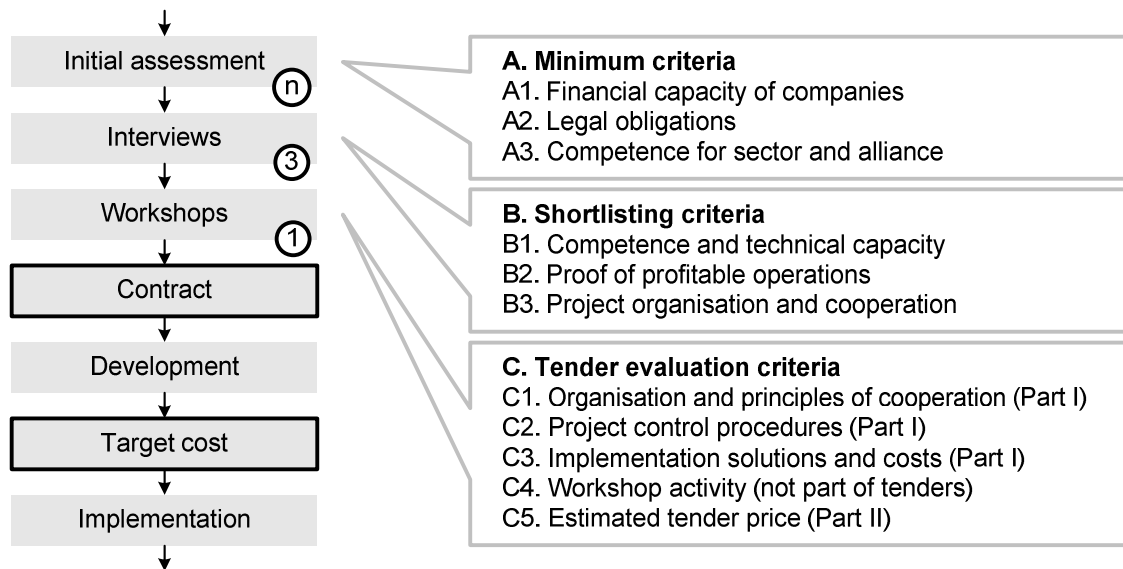 Initial assessment
n
Interviews
3
Workshops
1
Contract
Development
Target cost
Implementation
A. Minimum criteria
A1. Financial capacity of companies
A2. Legal obligations
A3. Competence for sector and alliance
B. Shortlisting criteria
B1. Competence and technical capacity
B2. Proof of profitable operations
B3. Project organisation and cooperation
C. Tender evaluation criteria
C1. Organisation and principles of cooperation (Part I)
C2. Project control procedures (Part I)
C3. Implementation solutions and costs (Part I)
C4. Workshop activity (not part of tenders)
C5. Estimated tender price (Part II)